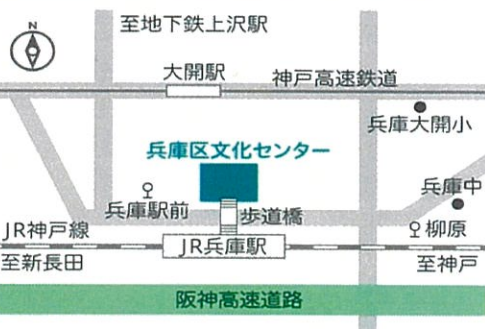 N
至地下鉄上沢駅
大開駅
神戸高速鉄道
兵庫大開小
兵庫区文化センター
兵庫中
兵庫駅前
歩道橋
柳原
JR神戸線
JR兵庫駅
至新長田
至神戸
阪神高速道路